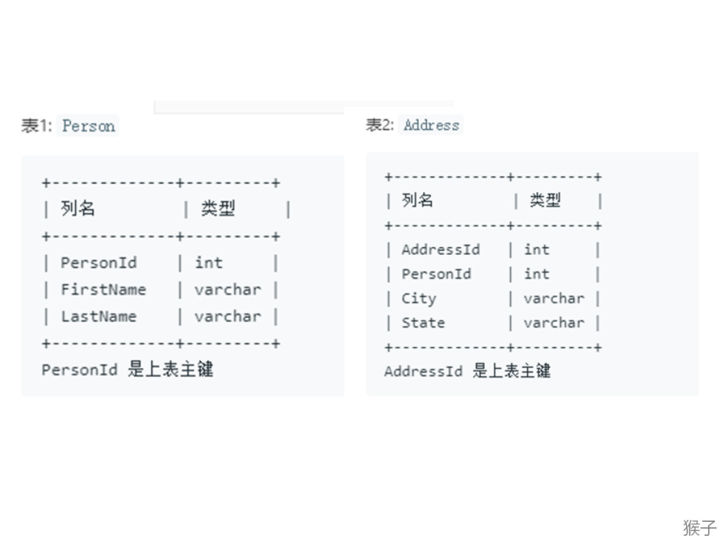 表1: Person
+-------------+---------+
| 列名         | 类型     |
+-------------+---------+
| PersonId    | int     |
| FirstName   | varchar |
| LastName    | varchar |
+-------------+---------+
PersonId 是上表主键
表2: Address
+-------------+---------+
| 列名         | 类型    |
+-------------+---------+
| AddressId   | int     |
| PersonId    | int     |
| City        | varchar |
| State       | varchar |
+-------------+---------+
AddressId 是上表主键
猴子